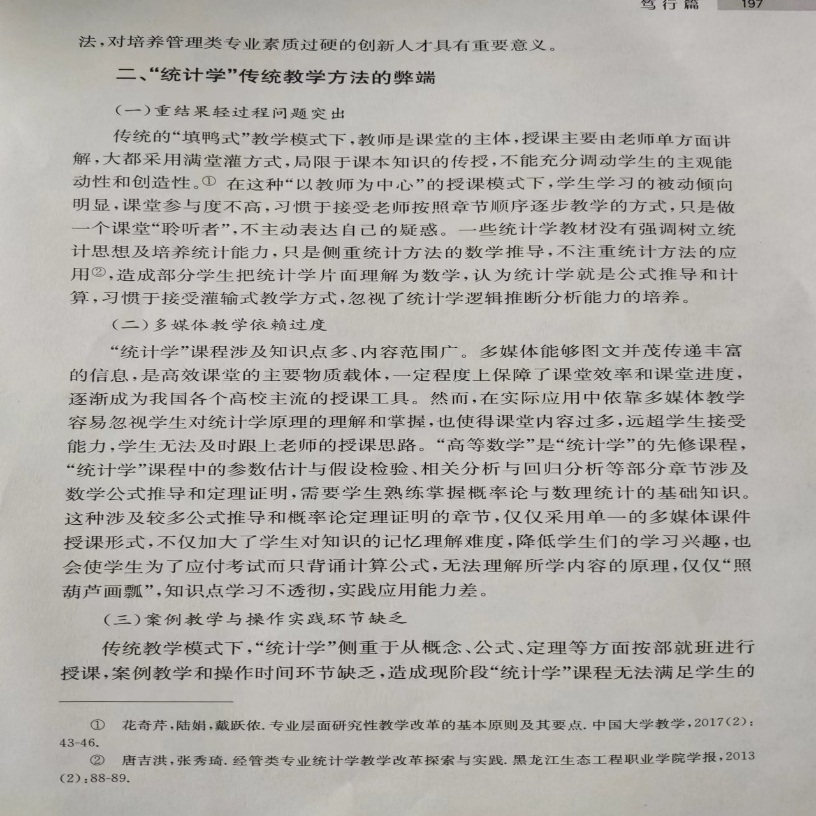 笃行篇 197
法,对培养管理类专业素质过硬的创新人才具有重要意义。
二、“统计学”传统教学方法的弊端
(一)重结果轻过程问题突出
传统的“填鸭式”教学模式下,教师是课堂的主体,授课主要由老师单方面讲
解,大都采用满堂灌方式,局限于课本知识的传授,不能充分调动学生的主观能
动性和创造性。① 在这种“以教师为中心”的授课模式下,学生学习的被动倾向
明显,课堂参与度不高,习惯于接受老师按照章节顺序逐步教学的方式,只是做
一个课堂“聆听者”,不主动表达自己的疑惑。一些统计学教材没有强调树立统
计思想及培养统计能力,只是侧重统计方法的数学推导,不注重统计方法的应
用②,造成部分学生把统计学片面理解为数学,认为统计学就是公式推导和计
算,习惯于接受灌输式教学方式,忽视了统计学逻辑推断分析能力的培养。
(二)多媒体教学依赖过度
“统计学”课程涉及知识点多、内容范围广。多媒体能够图文并茂传递丰富
的信息,是高效课堂的主要物质载体,一定程度上保障了课堂效率和课堂进度,
逐渐成为我国各个高校主流的授课工具。然而,在实际应用中依靠多媒体教学
容易忽视学生对统计学原理的理解和掌握,也使得课堂内容过多,远超学生接受
能力,学生无法及时跟上老师的授课思路。“高等数学”是“统计学”的先修课程,
“统计学”课程中的参数估计与假设检验、相关分析与回归分析等部分章节涉及
数学公式推导和定理证明,需要学生熟练掌握概率论与数理统计的基础知识。
这种涉及较多公式推导和概率论定理证明的章节,仅仅采用单一的多媒体课件
授课形式,不仅加大了学生对知识的记忆理解难度,降低学生们的学习兴趣,也
会使学生为了应付考试而只背诵计算公式,无法理解所学内容的原理,仅仅“照
葫芦画瓢”,知识点学习不透彻,实践应用能力差。
(三)案例教学与操作实践环节缺乏
传统教学模式下,“统计学”侧重于从概念、公式、定理等方面按部就班进行
授课,案例教学和操作时间环节缺乏,造成现阶段“统计学”课程无法满足学生的
① 花奇芹,陆娟,戴跃侬. 专业层面研究性教学改革的基本原则及其要点. 中国大学教学,2017(2):
43-46.
② 唐吉洪,张秀琦. 经管类专业统计学教学改革探索与实践. 黑龙江生态工程职业学院学报,2013
(2):88-89.